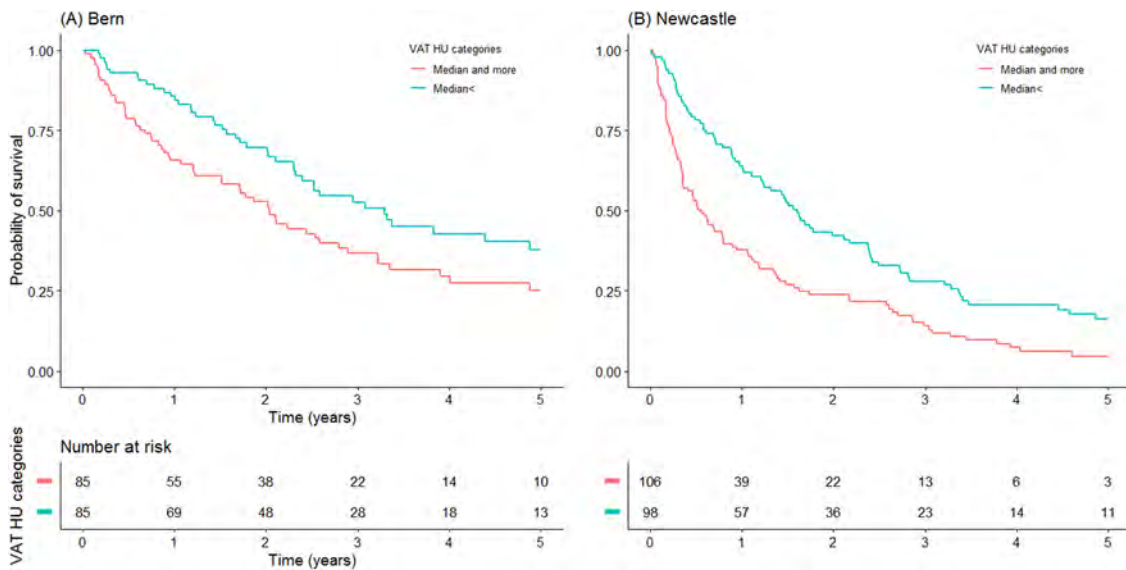 (A) Bern
(B) Newcastle
VAT HU categories
Median and more
Median<
VAT HU categories
Median and more
Median<
Probability of survival
1.00
0.75
0.50
0.25
0.00
1.00
0.75
0.50
0.25
0.00
0 1 2 3 4 5
0 1 2 3 4 5
Time (years)
Time (years)
Number at risk
VAT HU categories
85 55 38 22 14 10
106 39 22 13 6 3
85 69 48 28 18 13
98 57 36 23 14 11
0 1 2 3 4 5
0 1 2 3 4 5
Time (years)
Time (years)